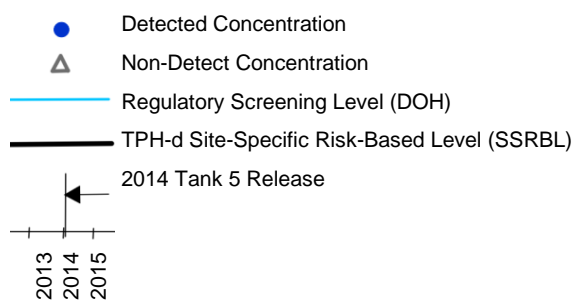 Detected Concentration
Non-Detect Concentration
Regulatory Screening Level (DOH)
TPH-d Site-Specific Risk-Based Level (SSRBL)
2014 Tank 5 Release
2013
2014
2015